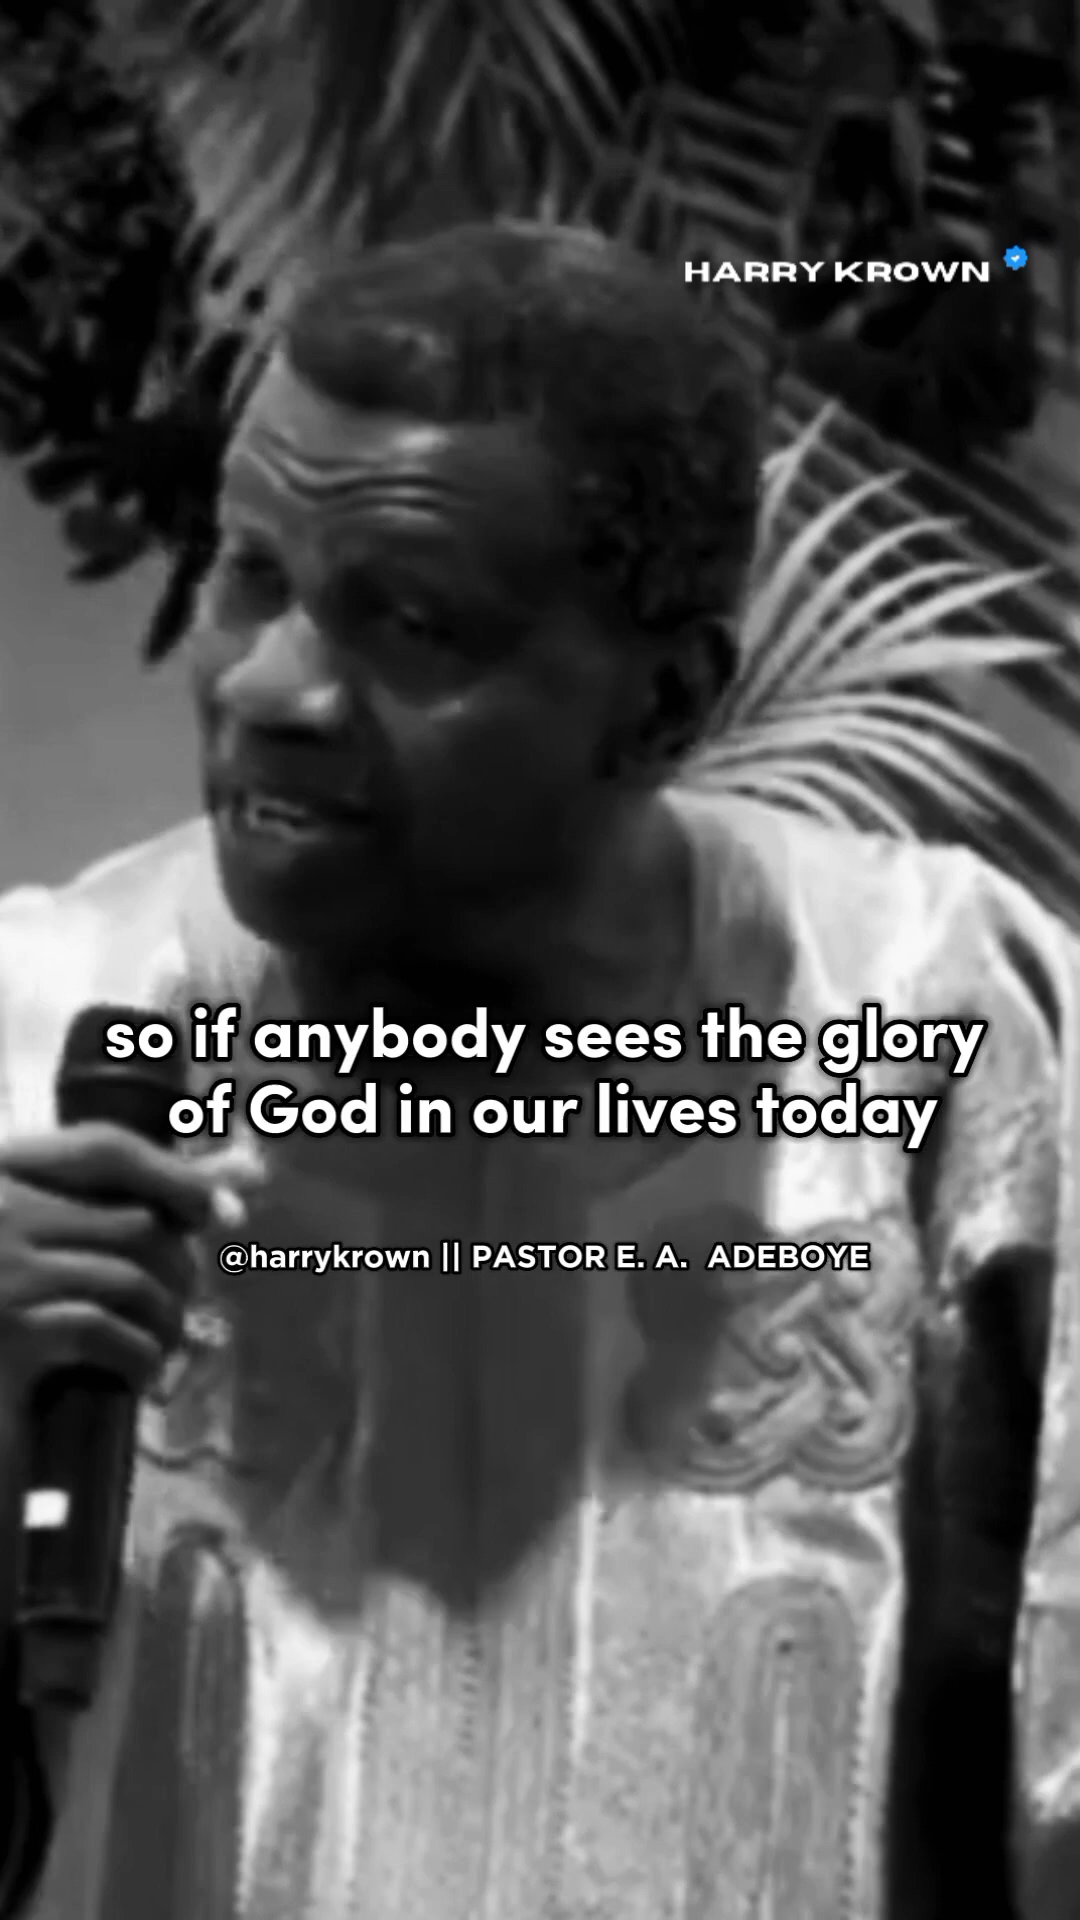 HARRY KROWN
so if anybody sees the glory
of God in our lives today
@harrykrown || PASTOR E. A. ADEBOYE